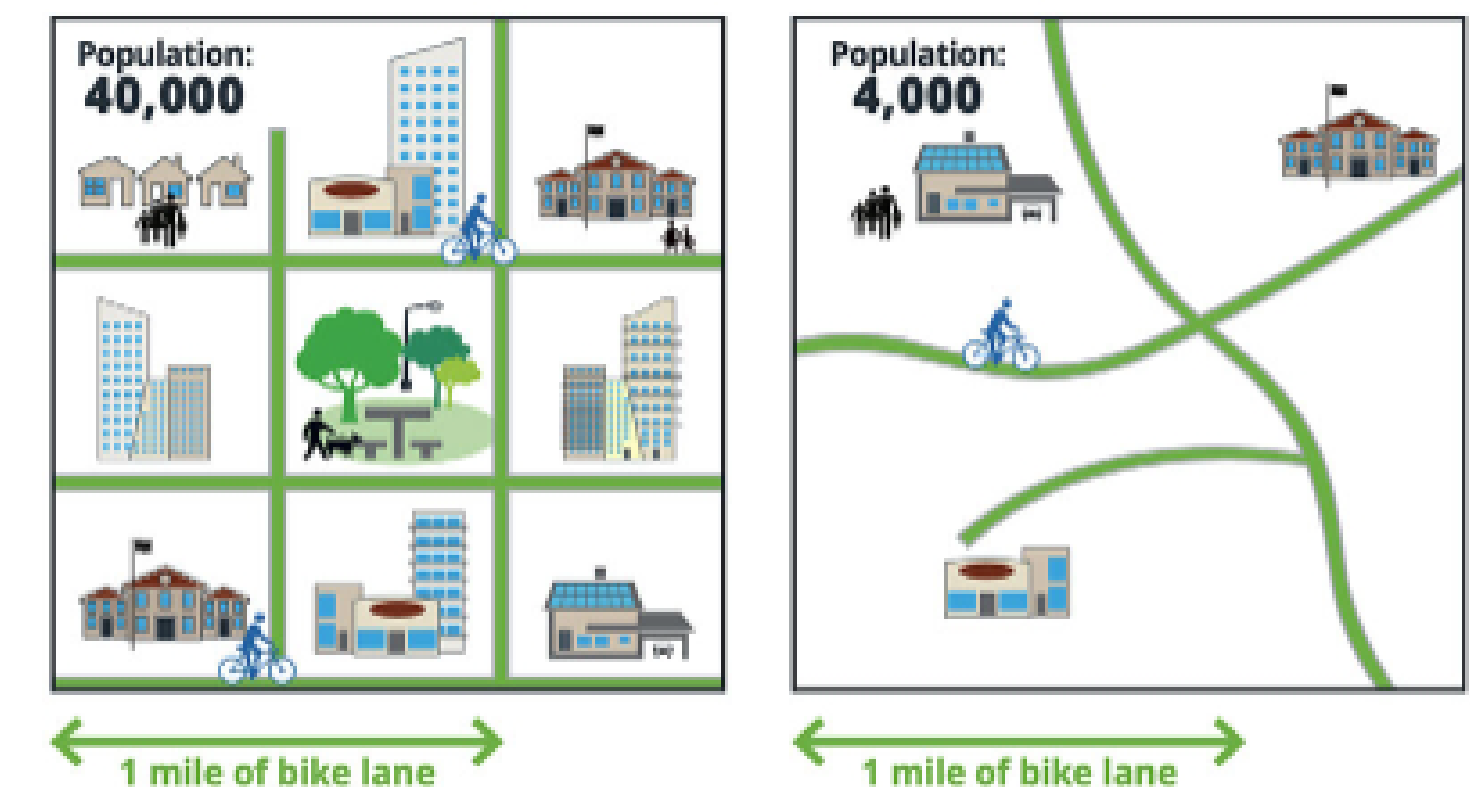 Population:
40,000
1 mile of bike lane
Population:
4,000
1 mile of bike lane